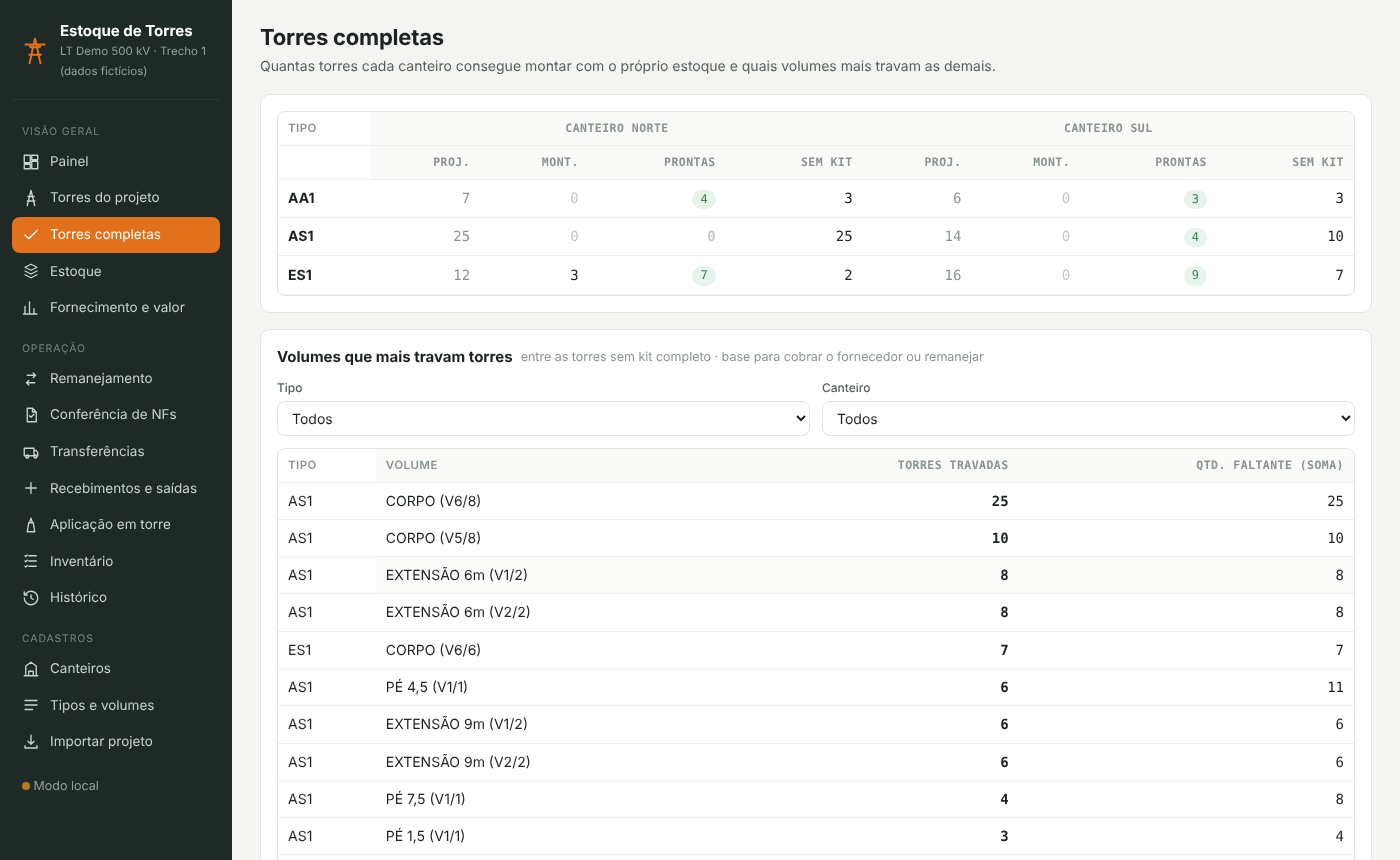 Estoque de Torres
LT Demo 500 kV · Trecho 1
(dados fictícios)
VISÃO GERAL
Painel
Torres do projeto
Torres completas
Estoque
Fornecimento e valor
OPERAÇÃO
Remanejamento
Conferência de NFs
Transferências
Recebimentos e saídas
Aplicação em torre
Inventário
Histórico
CADASTROS
Canteiros
Tipos e volumes
Importar projeto
Modo local
Torres completas
Quantas torres cada canteiro consegue montar com o próprio estoque e quais volumes mais travam as demais.
TIPO CANTEIRO NORTE CANTEIRO SUL
PROJ. MONT. PRONTAS SEM KIT PROJ. MONT. PRONTAS SEM KIT
AA1 7 0 4 3 6 0 3 3
AS1 25 0 0 25 14 0 4 10
ES1 12 3 7 2 16 0 9 7
Volumes que mais travam torres entre as torres sem kit completo · base para cobrar o fornecedor ou remanejar
Tipo Canteiro
Todos Todos
TIPO VOLUME TORRES TRAVADAS QTD. FALTANTE (SOMA)
AS1 CORPO (V6/8) 25 25
AS1 CORPO (V5/8) 10 10
AS1 EXTENSÃO 6m (V1/2) 8 8
AS1 EXTENSÃO 6m (V2/2) 8 8
ES1 CORPO (V6/6) 7 7
AS1 PÉ 4,5 (V1/1) 6 11
AS1 EXTENSÃO 9m (V1/2) 6 6
AS1 EXTENSÃO 9m (V2/2) 6 6
AS1 PÉ 7,5 (V1/1) 4 8
AS1 PÉ 1,5 (V1/1) 3 4